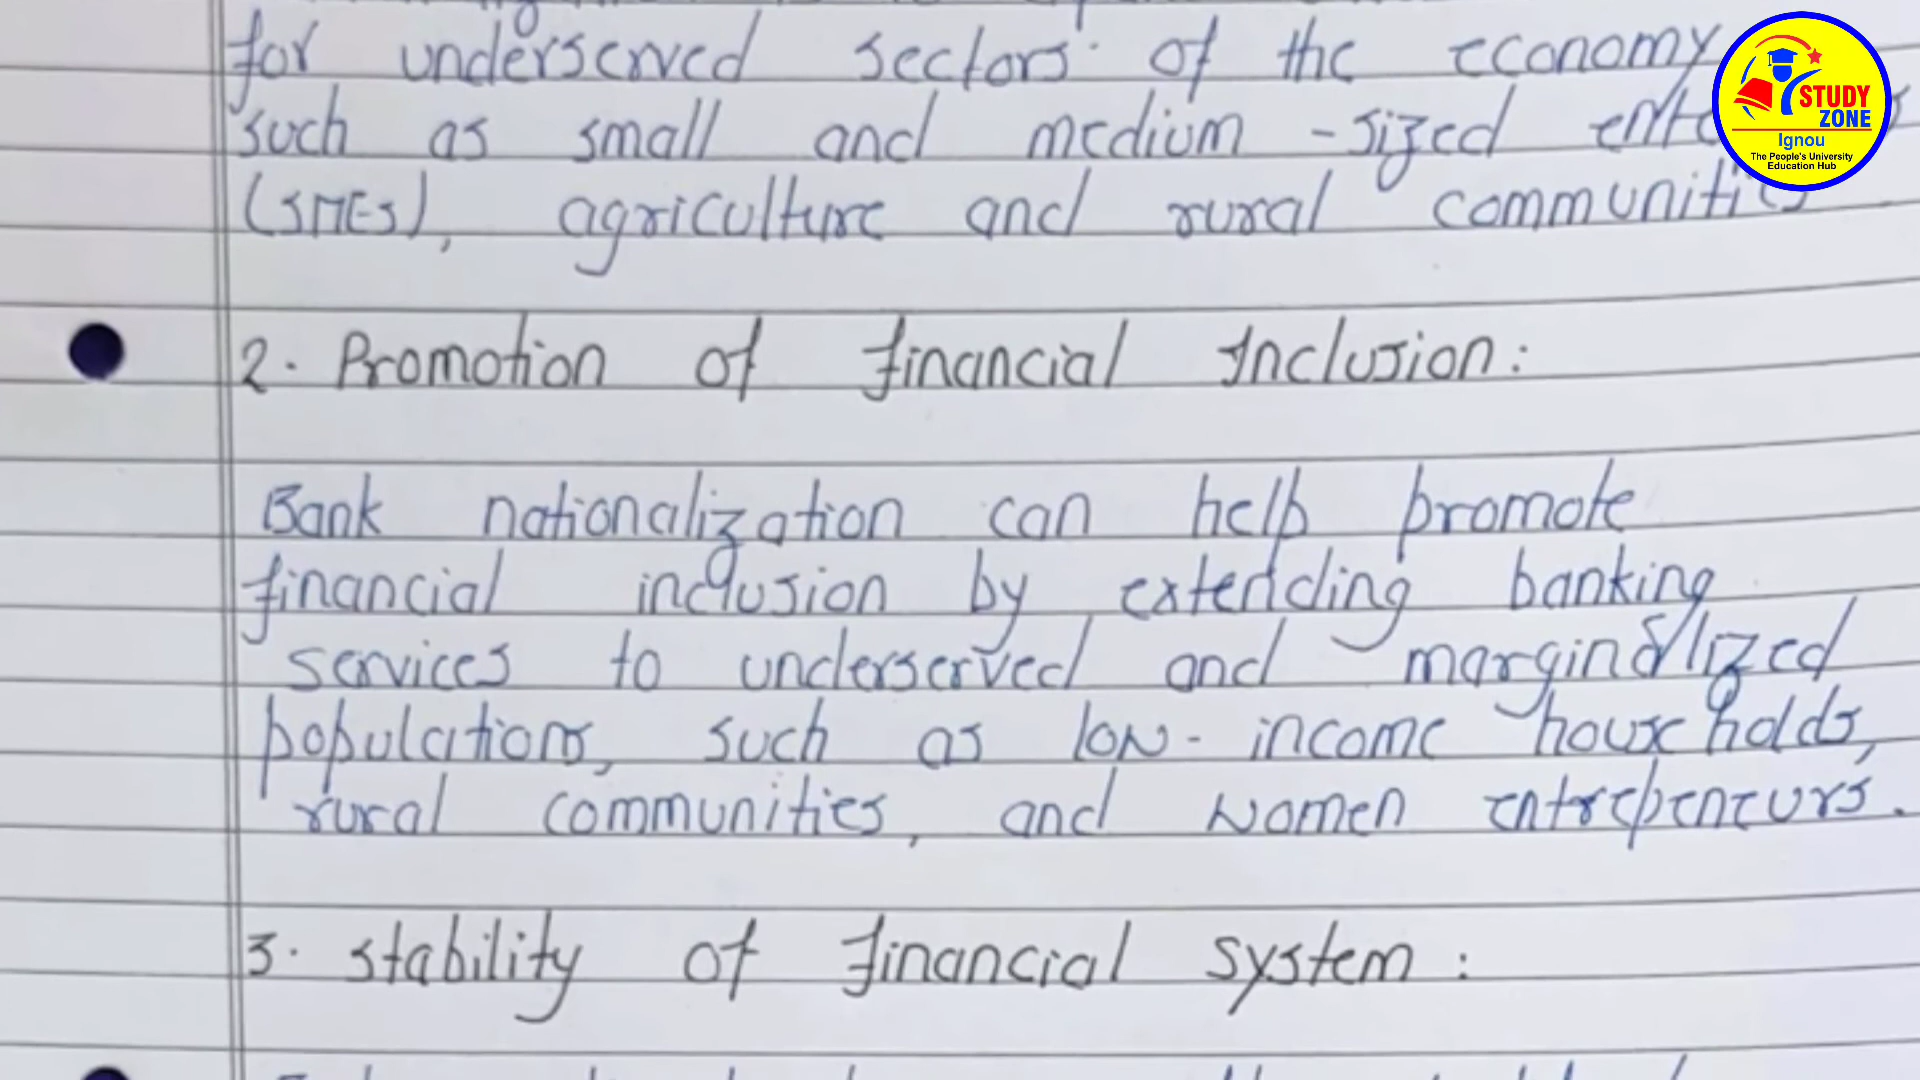 for underserved sectors of the economy
such as small and medium-sized
(SMEs), agriculture and rural communities
2. Promotion of financial Inclusion:
Bank nationalization can help promote
financial inclusion by extending banking
services to underserved and marginalized
populations, such as low-income households,
rural communities, and women entrepeneurs.
3. Stability of financial system:
STUDY
ZONE
Ignou
The People's University
Education Hub